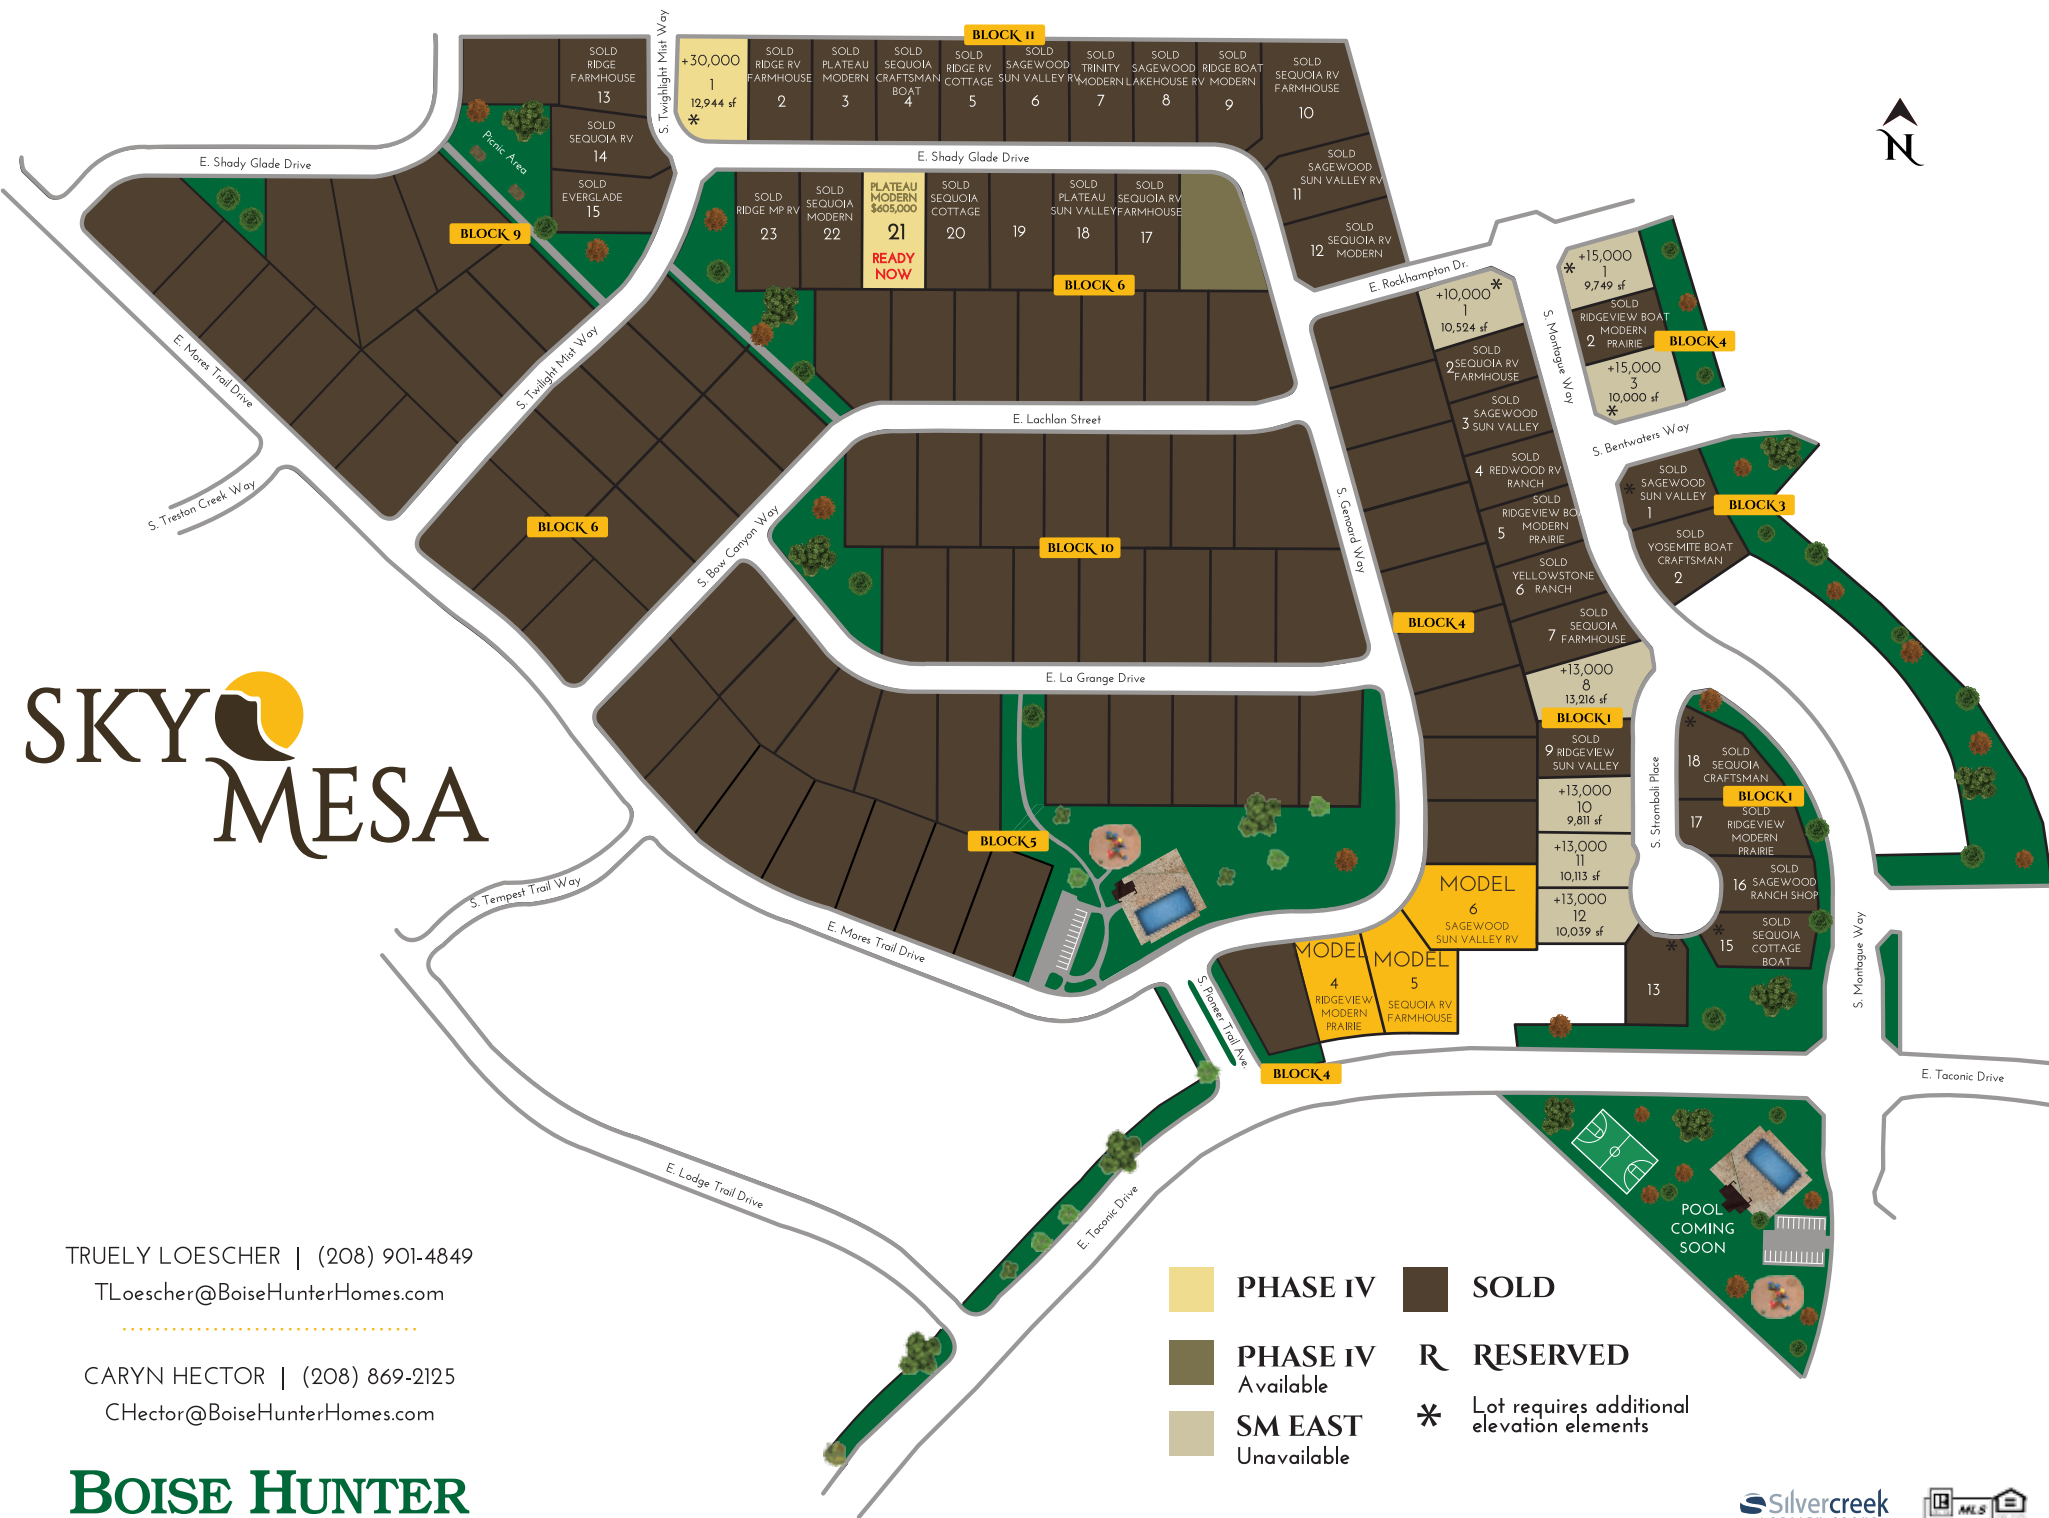 BLOCK 11
S. Twighlight Mist Way
SOLD
RIDGE
FARMHOUSE
13
+30,000
1
12,944 sf
*
SOLD
RIDGE RV
FARMHOUSE
2
SOLD
PLATEAU
MODERN
3
SOLD
SEQUOIA
CRAFTSMAN
BOAT
4
SOLD
RIDGE RV
COTTAGE
5
SOLD
SAGEWOOD
SUN VALLEY RV
6
SOLD
TRINITY
MODERN
7
SOLD
SAGEWOOD
LAKEHOUSE RV
8
SOLD
RIDGE BOAT
MODERN
9
SOLD
SEQUOIA RV
FARMHOUSE
10
SOLD
SAGEWOOD
SUN VALLEY RV
11
SOLD
SEQUOIA RV
MODERN
12
N
SOLD
SEQUOIA RV
14
SOLD
EVERGLADE
15
Picnic Area
E. Shady Glade Drive
E. Shady Glade Drive
BLOCK 9
SOLD
RIDGE MP RV
23
SOLD
SEQUOIA
MODERN
22
PLATEAU
MODERN
$605,000
21
READY
NOW
SOLD
SEQUOIA
COTTAGE
20
19
SOLD
PLATEAU
SUN VALLEY
18
SOLD
SEQUOIA RV
FARMHOUSE
17
BLOCK 6
E. Rockhampton Dr.
+10,000
*
1
10,524 sf
SOLD
SEQUOIA RV
FARMHOUSE
2
SOLD
SAGEWOOD
SUN VALLEY
3
SOLD
REDWOOD RV
RANCH
4
SOLD
RIDGEVIEW BO
MODERN
PRAIRIE
5
SOLD
YELLOWSTONE
RANCH
6
SOLD
SEQUOIA
FARMHOUSE
7
+13,000
8
13,216 sf
BLOCK 1
SOLD
RIDGEVIEW
SUN VALLEY
9
+13,000
10
9,811 sf
+13,000
11
10,113 sf
+13,000
12
10,039 sf
*
13
S. Montague Way
*
+15,000
1
9,749 sf
SOLD
RIDGEVIEW BOAT
MODERN
PRAIRIE
2
BLOCK 4
+15,000
3
10,000 sf
*
S. Bentwaters Way
*
SOLD
SAGEWOOD
SUN VALLEY
1
BLOCK 3
SOLD
YOSEMITE BOAT
CRAFTSMAN
2
E. Mores Trail Drive
S. Twilight Mist Way
S. Treston Creek Way
BLOCK 6
E. Lachlan Street
S. Bow Canyon Way
BLOCK 10
S. Genoard Way
BLOCK 4
E. La Grange Drive
SKY
MESA
S. Stromboli Place
*
SOLD
SEQUOIA
CRAFTSMAN
18
BLOCK 1
SOLD
RIDGEVIEW
MODERN
PRAIRIE
17
SOLD
SAGEWOOD
RANCH SHOP
16
*
SOLD
SEQUOIA
COTTAGE
BOAT
15
BLOCK 5
S. Tempest Trail Way
E. Mores Trail Drive
MODEL
6
SAGEWOOD
SUN VALLEY RV
MODEL
4
RIDGEVIEW
MODERN
PRAIRIE
MODEL
5
SEQUOIA RV
FARMHOUSE
S. Pioneer Trail Ave.
BLOCK 4
S. Montague Way
E. Taconic Drive
E. Lodge Trail Drive
E. Taconic Drive
POOL
COMING
SOON
TRUELY LOESCHER | (208) 901-4849
TLoescher@BoiseHunterHomes.com
CARYN HECTOR | (208) 869-2125
CHector@BoiseHunterHomes.com
BOISE HUNTER
PHASE IV
SOLD
PHASE IV
Available
R RESERVED
SM EAST
Unavailable
* Lot requires additional
elevation elements
Silvercreek
R MLS